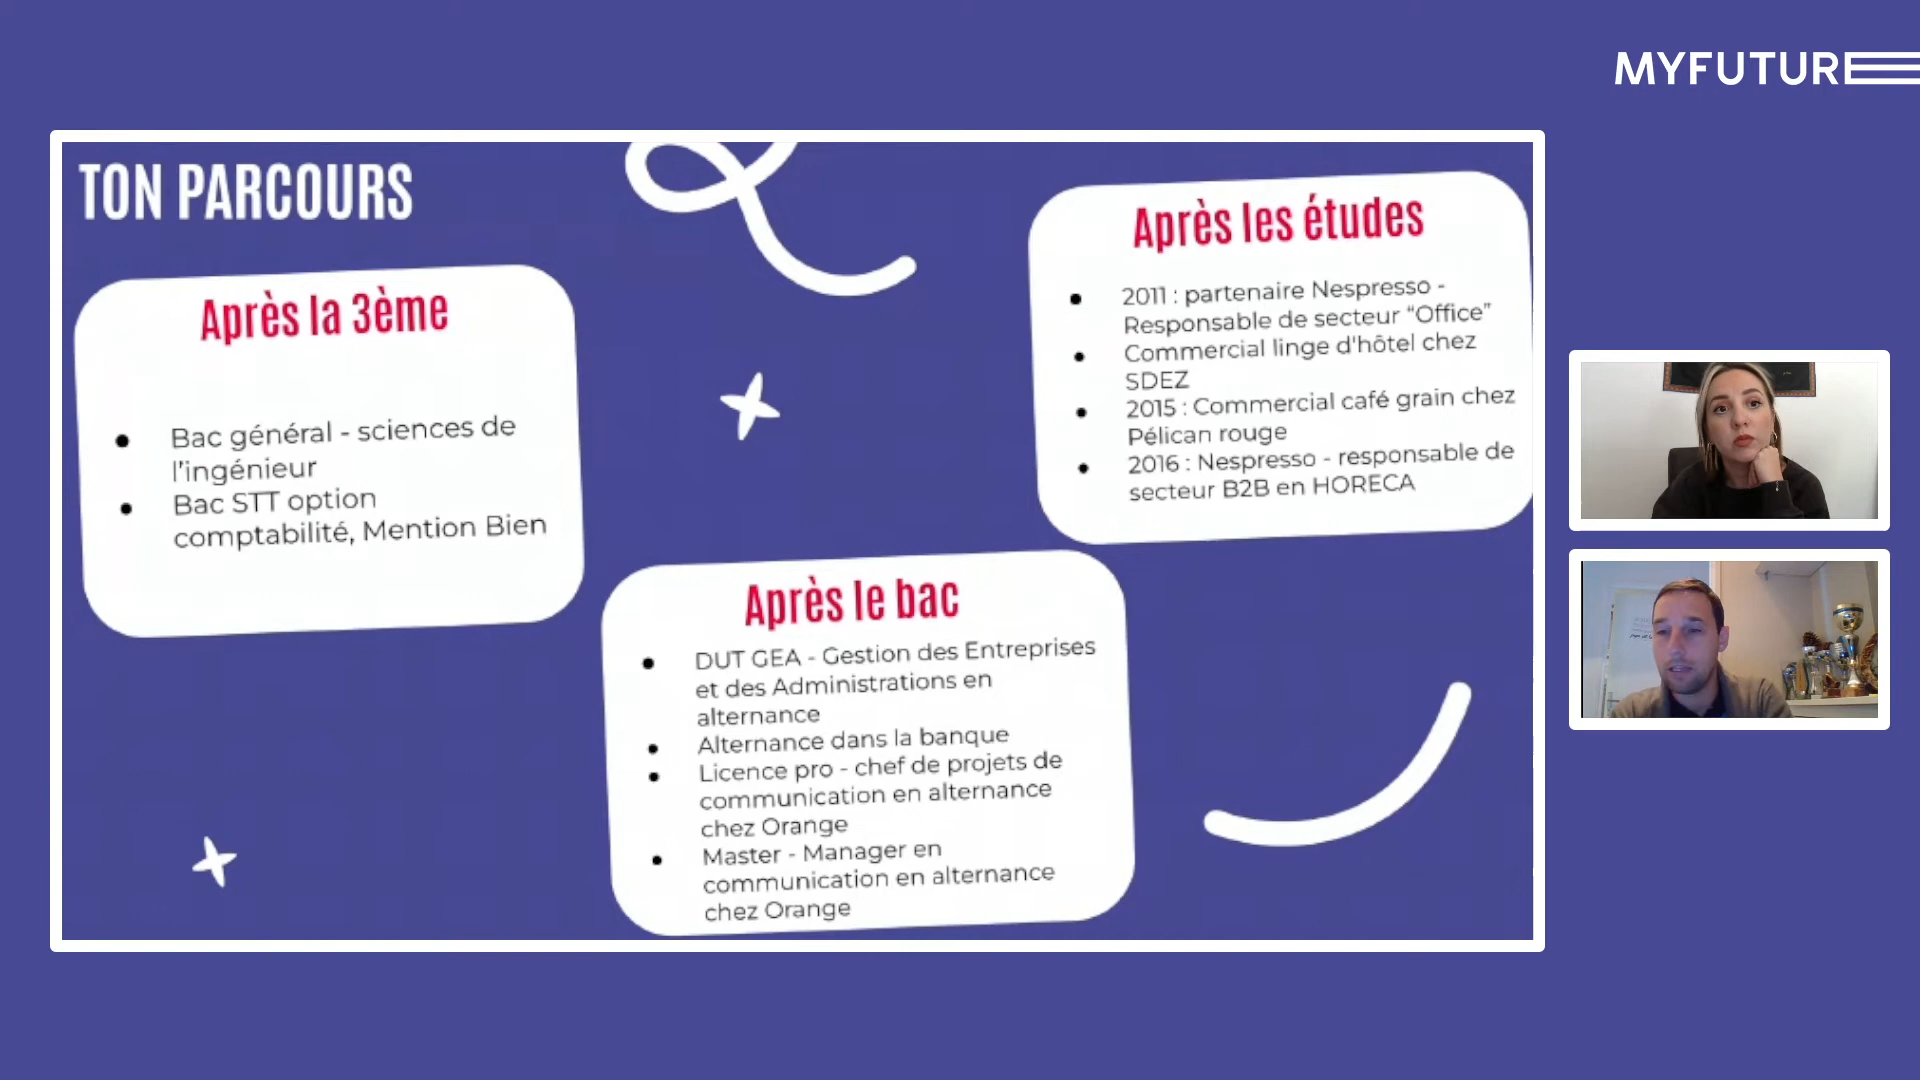 MYFUTURE
TON PARCOURS
Après la 3ème
Bac général - sciences de
l'ingénieur
Bac STT option
comptabilité, Mention Bien
Après le bac
DUT GEA - Gestion des Entreprises
et des Administrations en
alternance
Alternance dans la banque
Licence pro - chef de projets de
communication en alternance
chez Orange
Master - Manager en
communication en alternance
chez Orange
Après les études
2011 : partenaire Nespresso -
Responsable de secteur “Office”
Commercial linge d'hôtel chez
SDEZ
2015 : Commercial café grain chez
Pélican rouge
2016 : Nespresso - responsable de
secteur B2B en HORECA